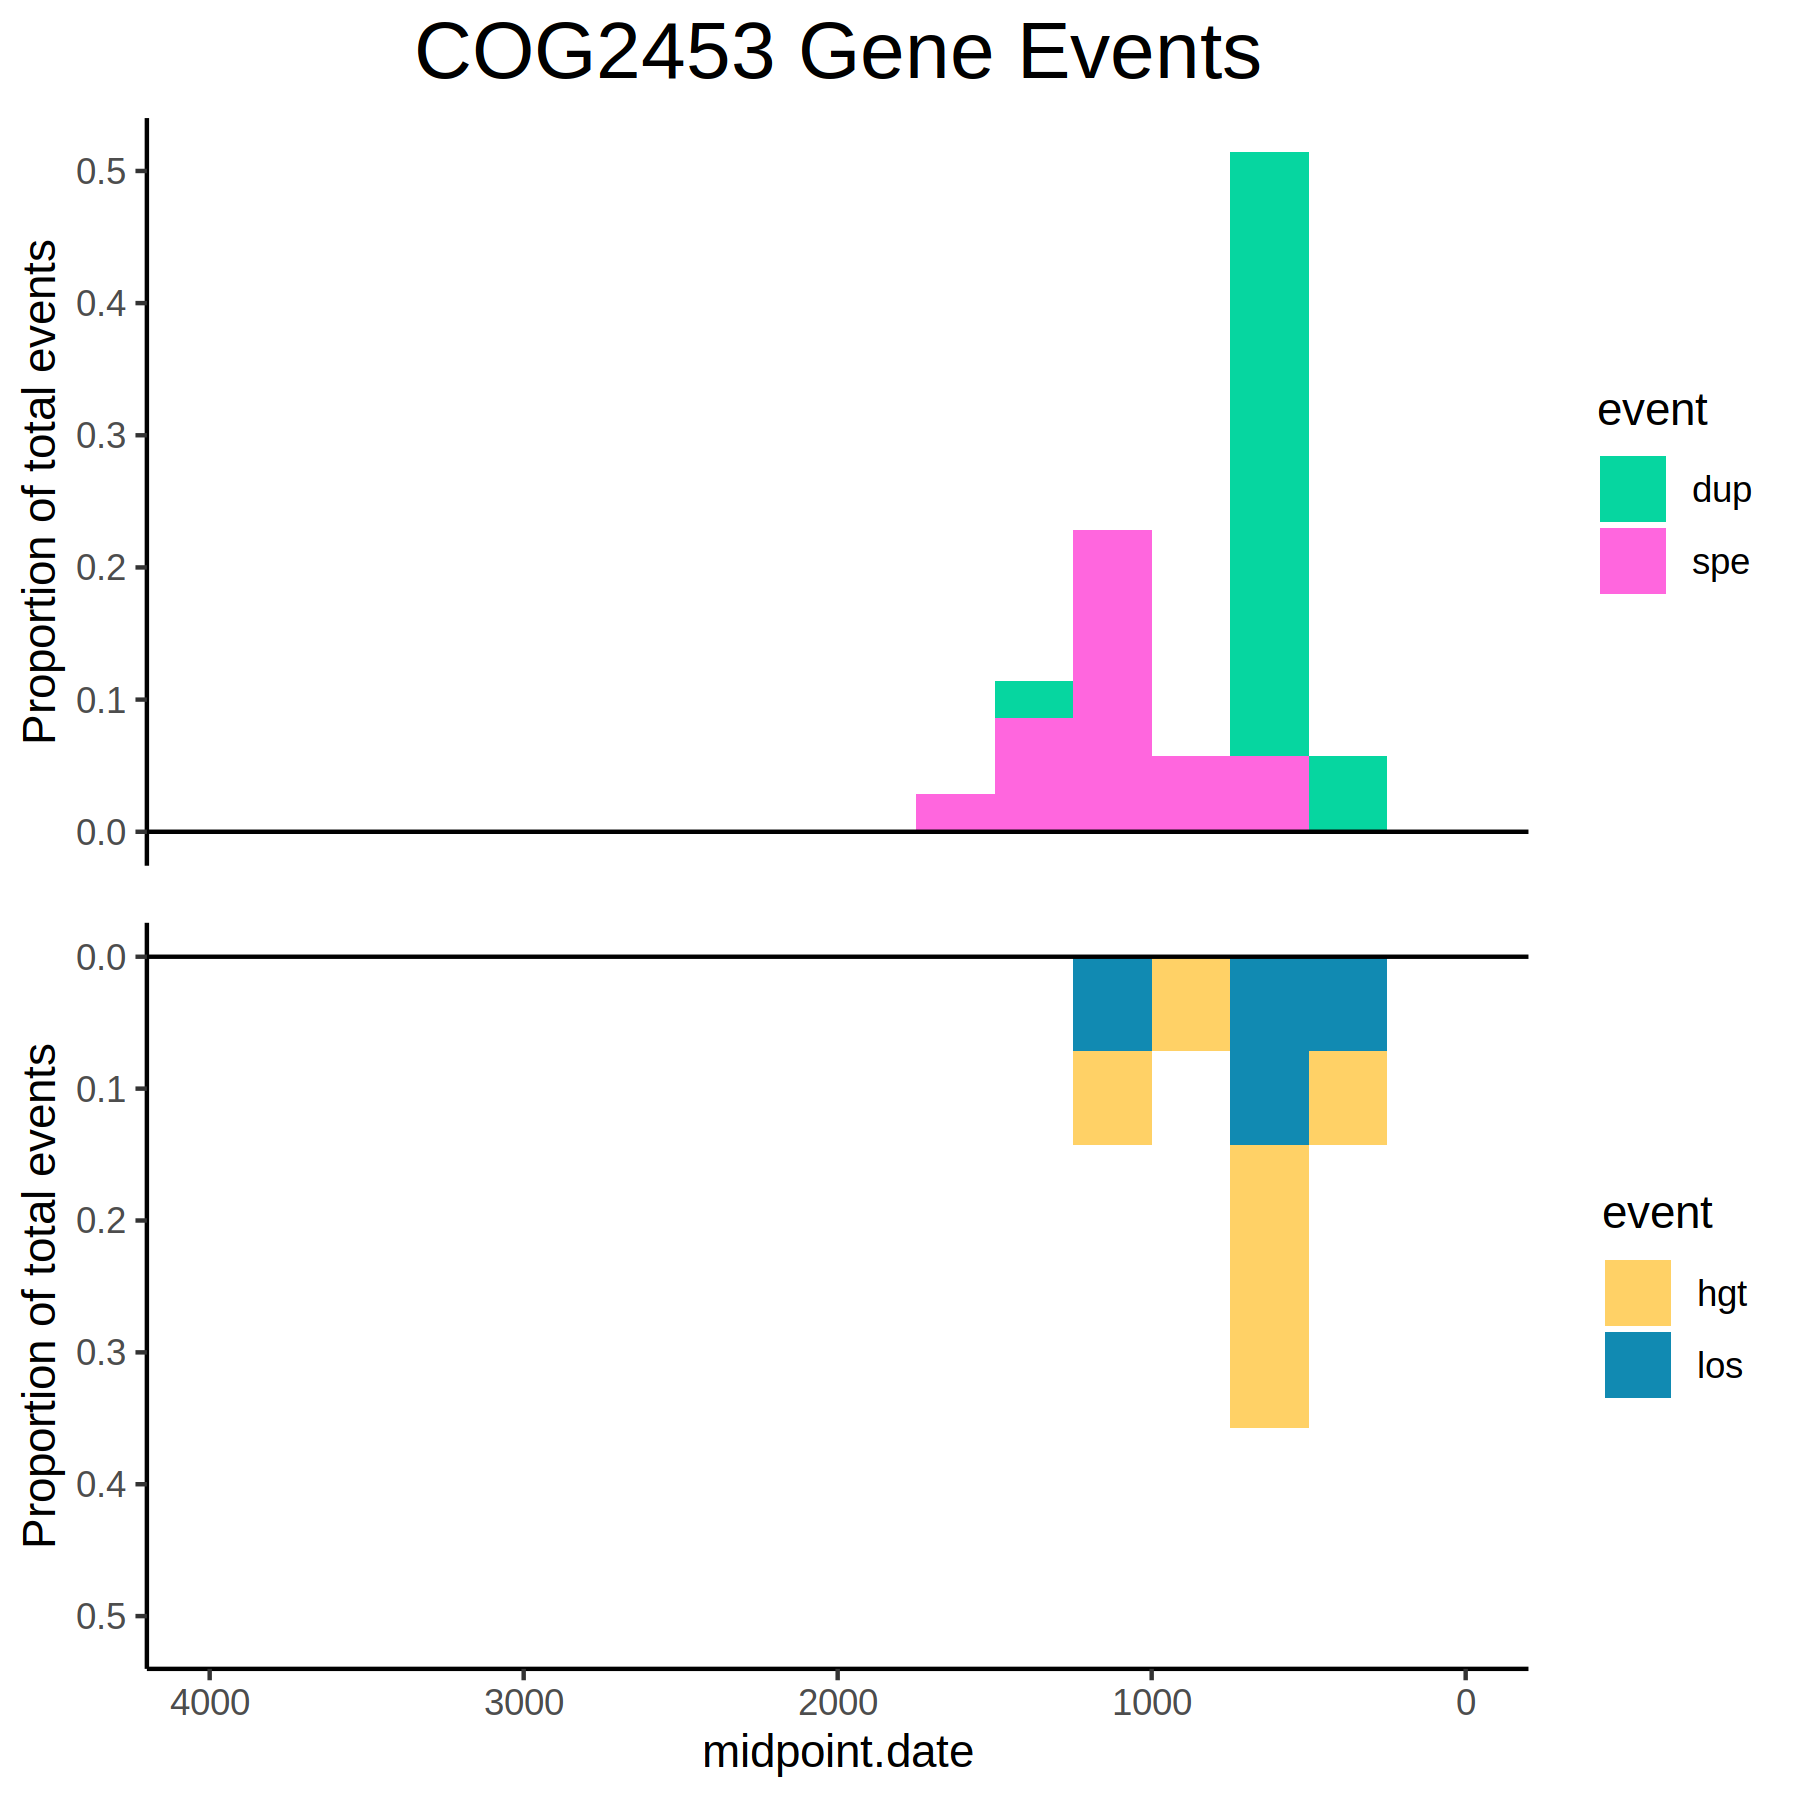 COG2453 Gene Events
Proportion of total events
0.5
0.4
0.3
0.2
0.1
0.0
event
dup
spe
Proportion of total events
0.0
0.1
0.2
0.3
0.4
0.5
event
hgt
los
4000 3000 2000 1000 0
midpoint.date